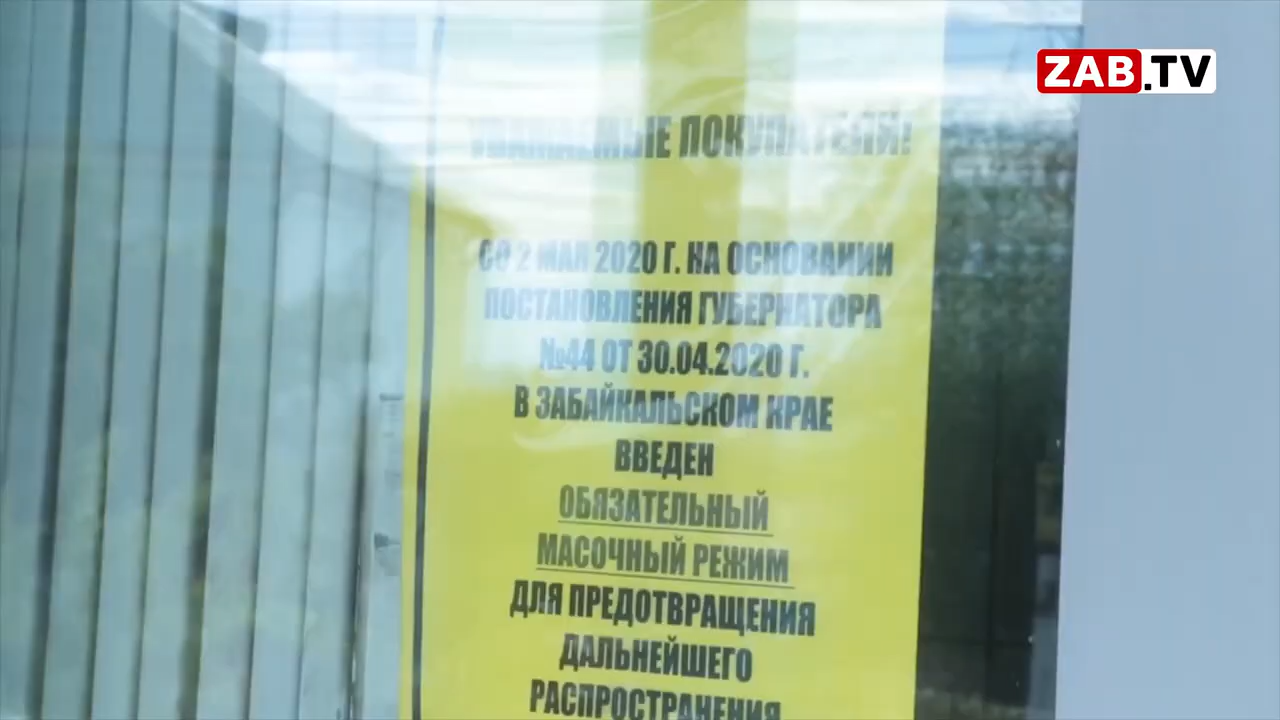 ZAB.TV
УВАЖАЕМЫЕ ПОКУПАТЕЛИ!
СО 2 МАЯ 2020 Г. НА ОСНОВАНИИ
ПОСТАНОВЛЕНИЯ ГУБЕРНАТОРА
№44 ОТ 30.04.2020 Г.
В ЗАБАЙКАЛЬСКОМ КРАЕ
ВВЕДЕН
ОБЯЗАТЕЛЬНЫЙ
МАСОЧНЫЙ РЕЖИМ
ДЛЯ ПРЕДОТВРАЩЕНИЯ
ДАЛЬНЕЙШЕГО
РАСПРОСТРАНЕНИЯ